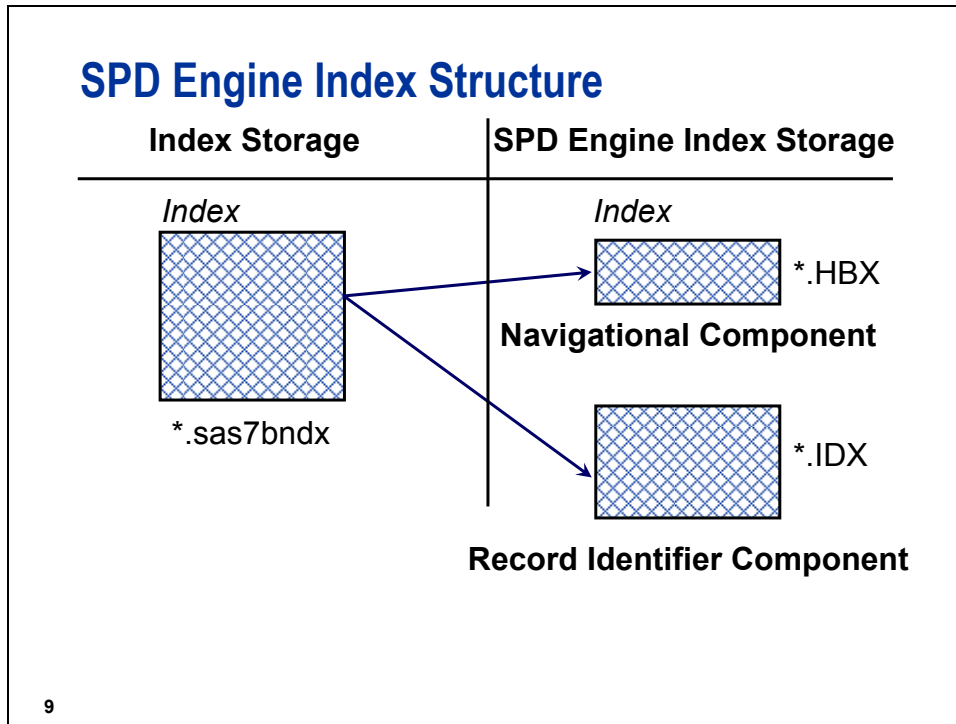 SPD Engine Index Structure
Index Storage
SPD Engine Index Storage
Index
*.sas7bndx
Index
*.HBX
Navigational Component
*.IDX
Record Identifier Component
9